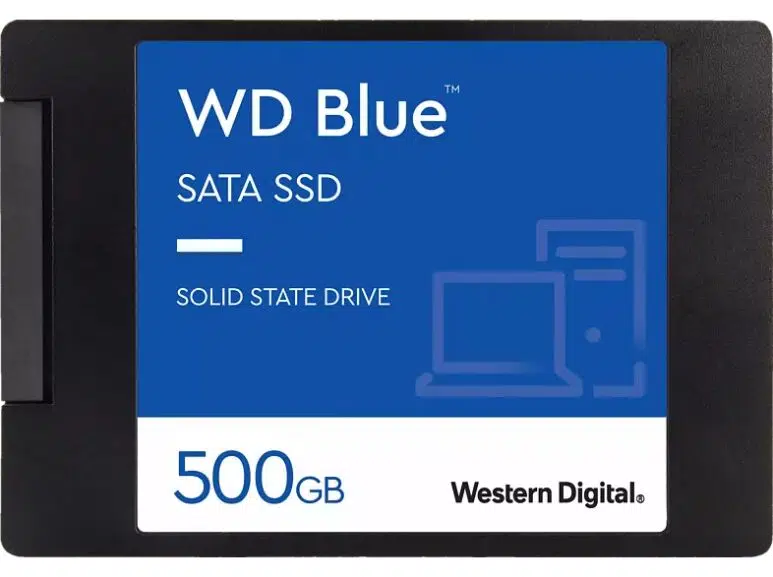 WD Blue™
SATA SSD
SOLID STATE DRIVE
500GB
Western Digital®